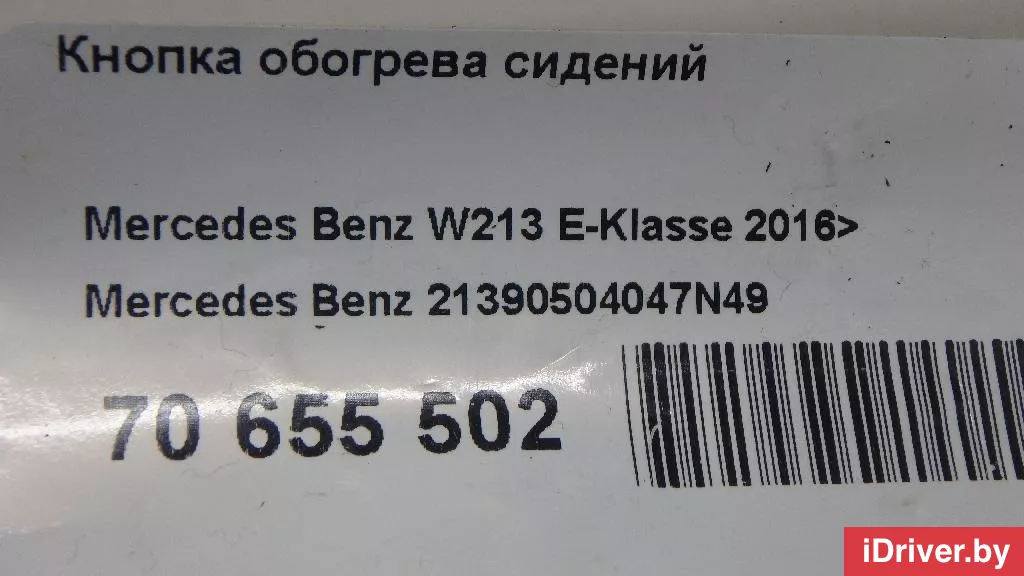 Кнопка обогрева сидений
Mercedes Benz W213 E-Klasse 2016>
Mercedes Benz 21390504047N49
70 655 502
iDriver.by